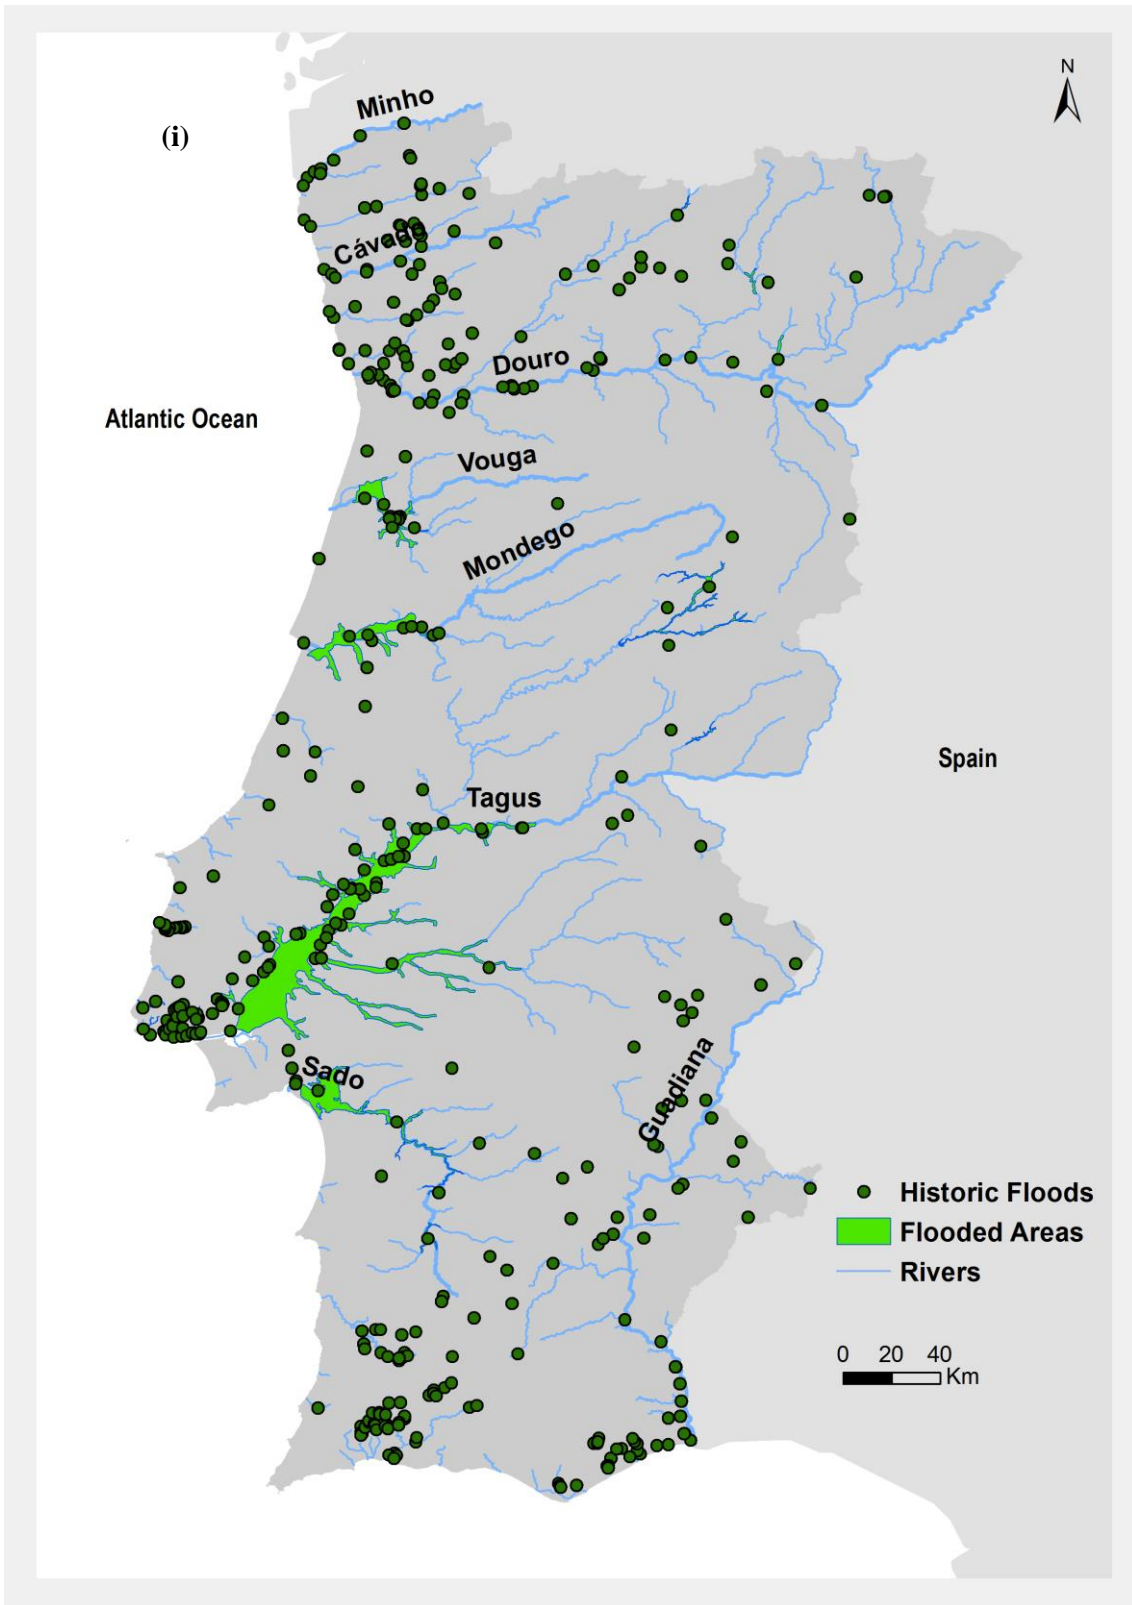 N
Minho
(i)
Cávado
Douro
Atlantic Ocean
Vouga
Mondego
Spain
Tagus
Sado
Guadiana
Historic Floods
Flooded Areas
Rivers
0 20 40
Km